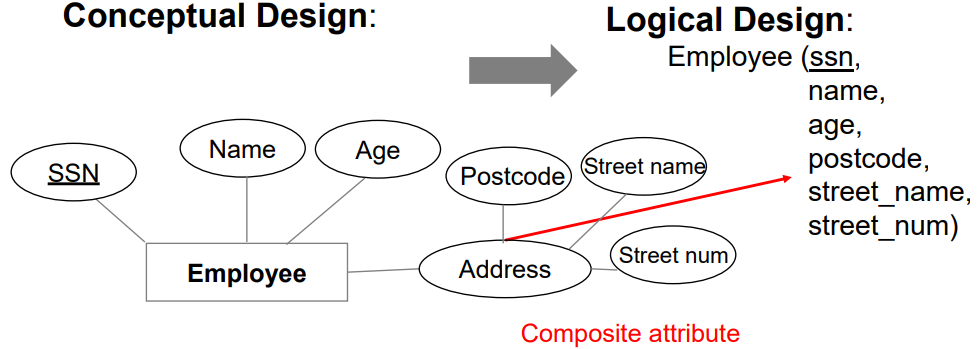 Conceptual Design:
Logical Design:
Employee (ssn,
name,
age,
postcode,
street_name,
street_num)
SSN
Name
Age
Postcode
Street name
Employee
Address
Street num
Composite attribute